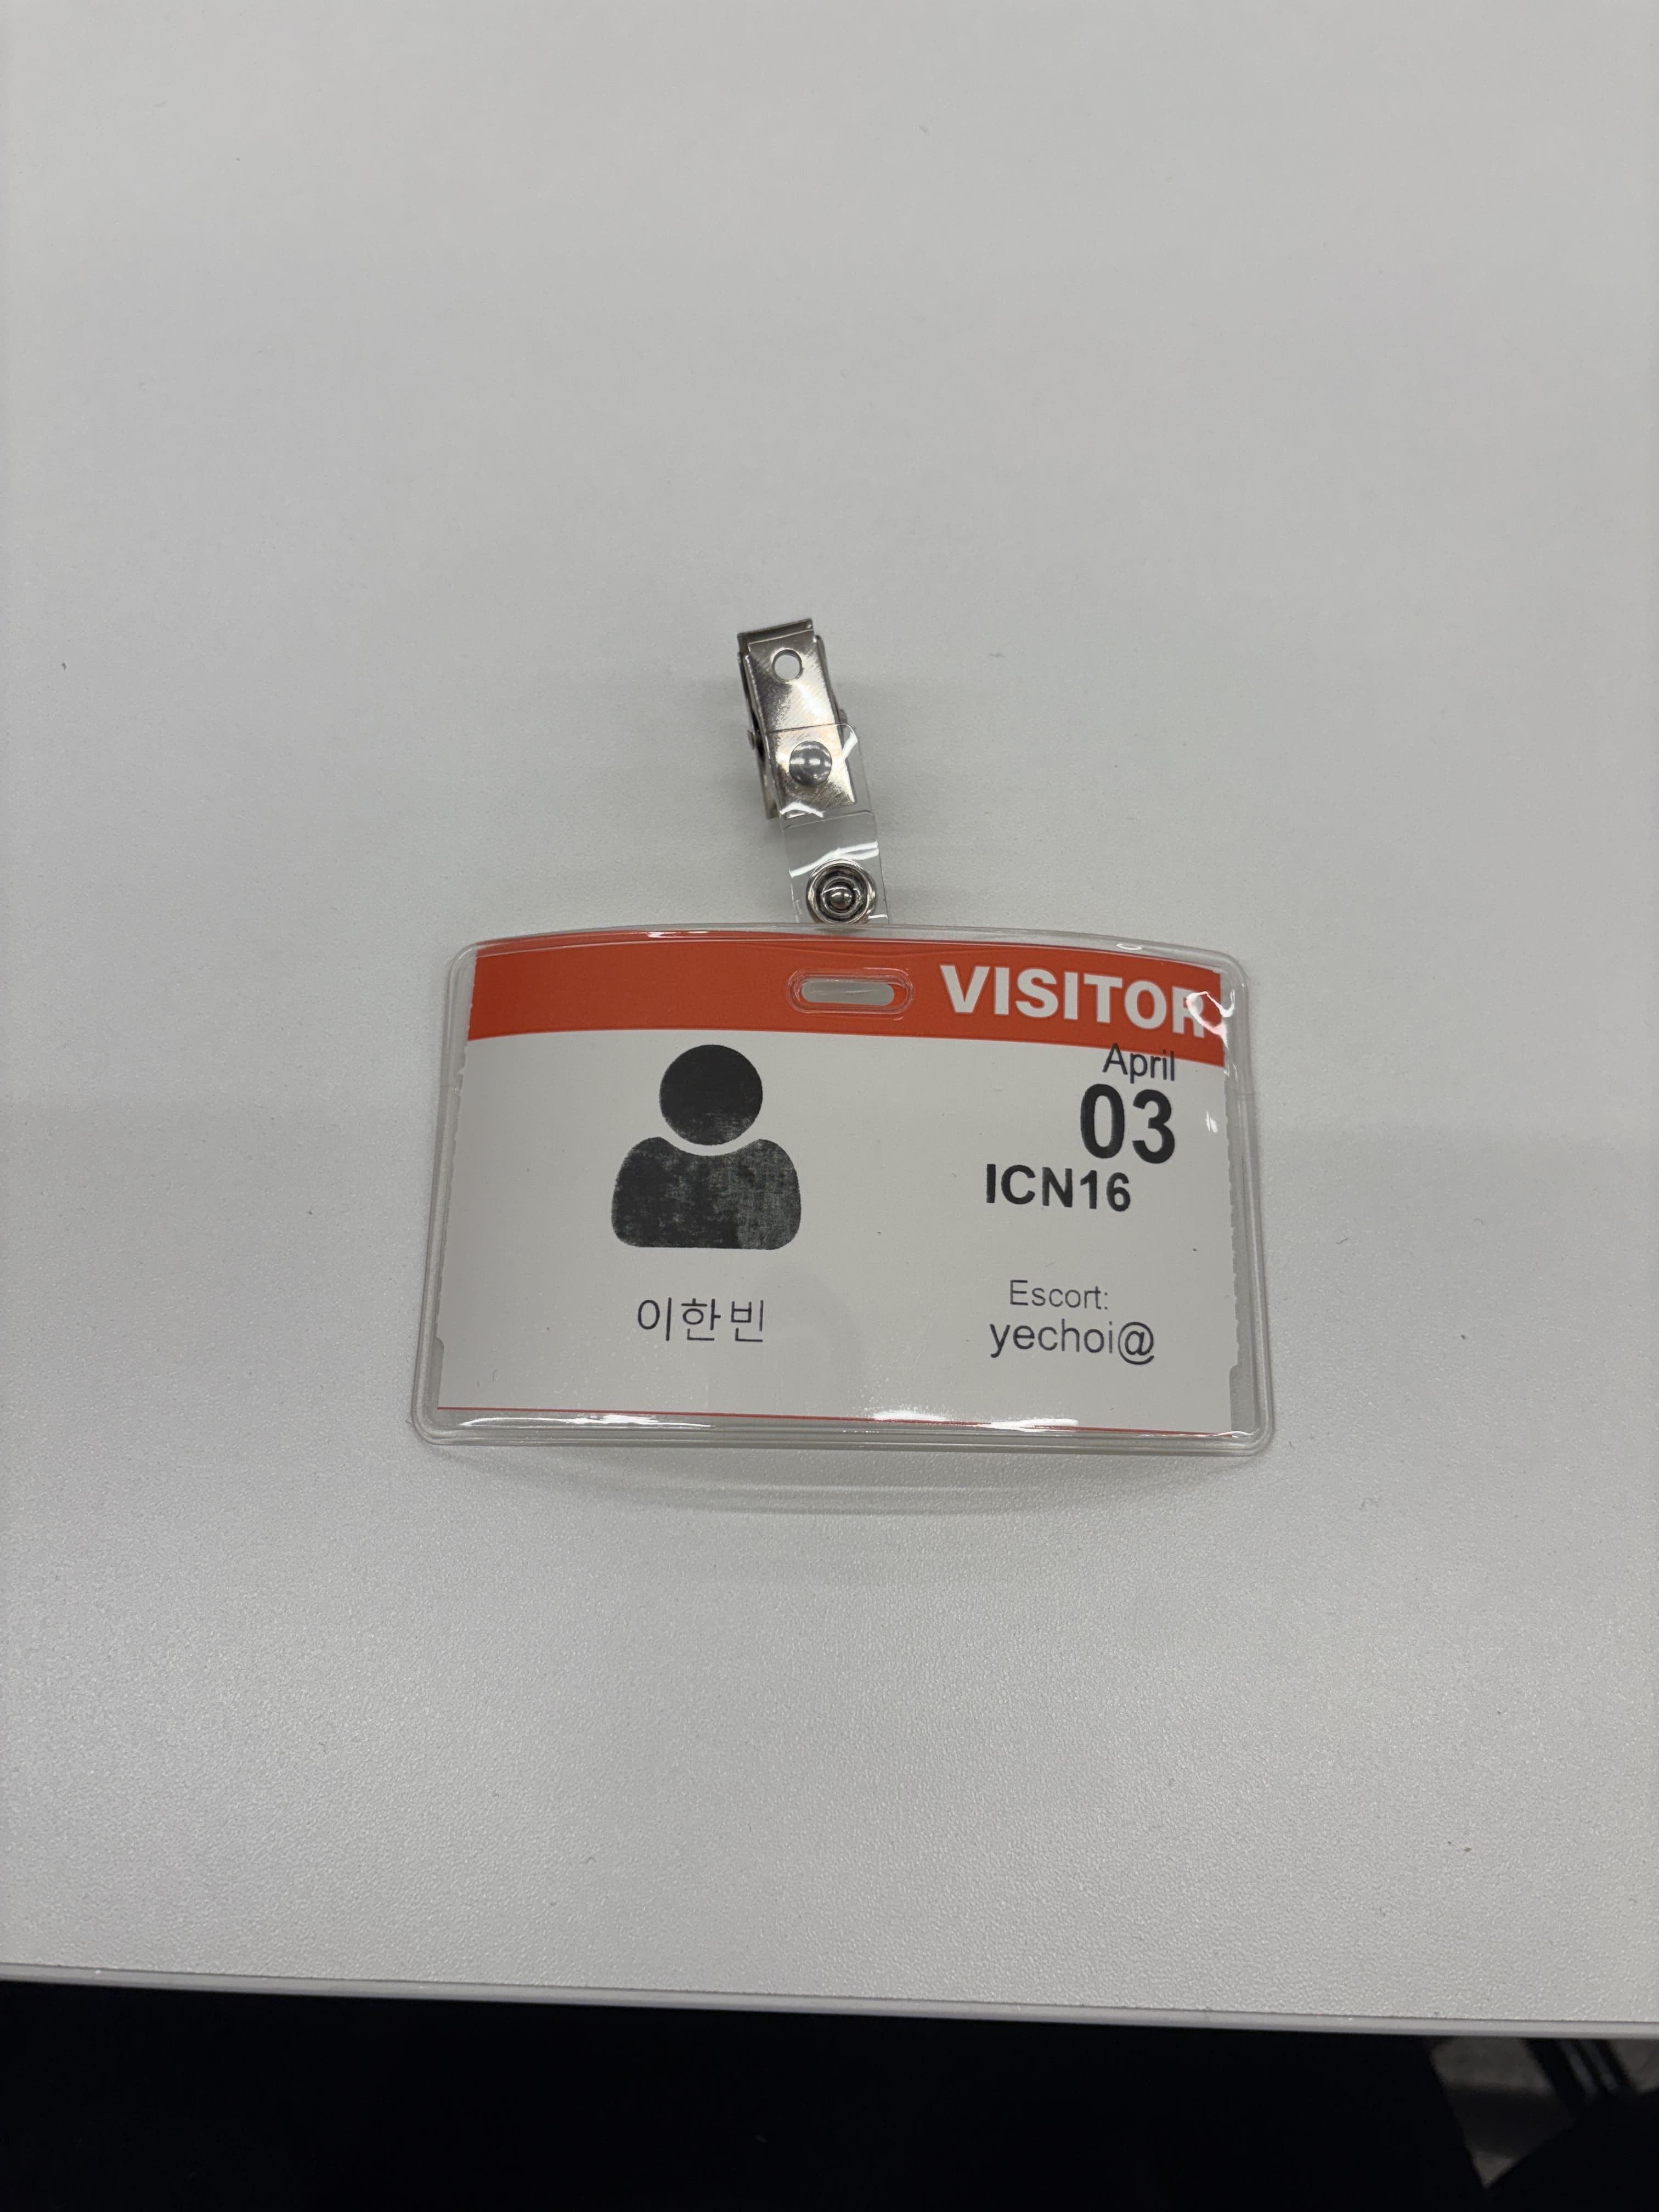 VISITOR
April
03
ICN16
이한빈
Escort:
yechoi@